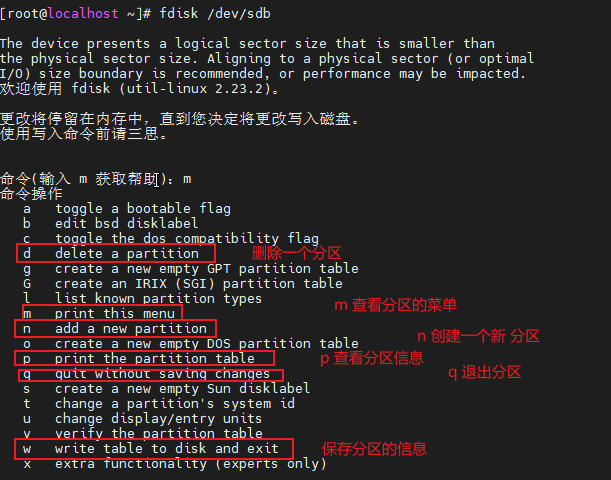 [root@localhost ~]# fdisk /dev/sdb
The device presents a logical sector size that is smaller than
the physical sector size. Aligning to a physical sector (or optimal
I/O) size boundary is recommended, or performance may be impacted.
欢迎使用 fdisk (util-linux 2.23.2)。
更改将停留在内存中，直到您决定将更改写入磁盘。
使用写入命令前请三思。
命令(输入 m 获取帮助)：m
命令操作
a   toggle a bootable flag
b   edit bsd disklabel
c   toggle the dos compatibility flag
d   delete a partition 删除一个分区
g   create a new empty GPT partition table
G   create an IRIX (SGI) partition table
l   list known partition types
m   print this menu m 查看分区的菜单
n   add a new partition n 创建一个新 分区
o   create a new empty DOS partition table
p   print the partition table p 查看分区信息
q   quit without saving changes q 退出分区
s   create a new empty Sun disklabel
t   change a partition's system id
u   change display/entry units
v   verify the partition table
w   write table to disk and exit 保存分区的信息
x   extra functionality (experts only)